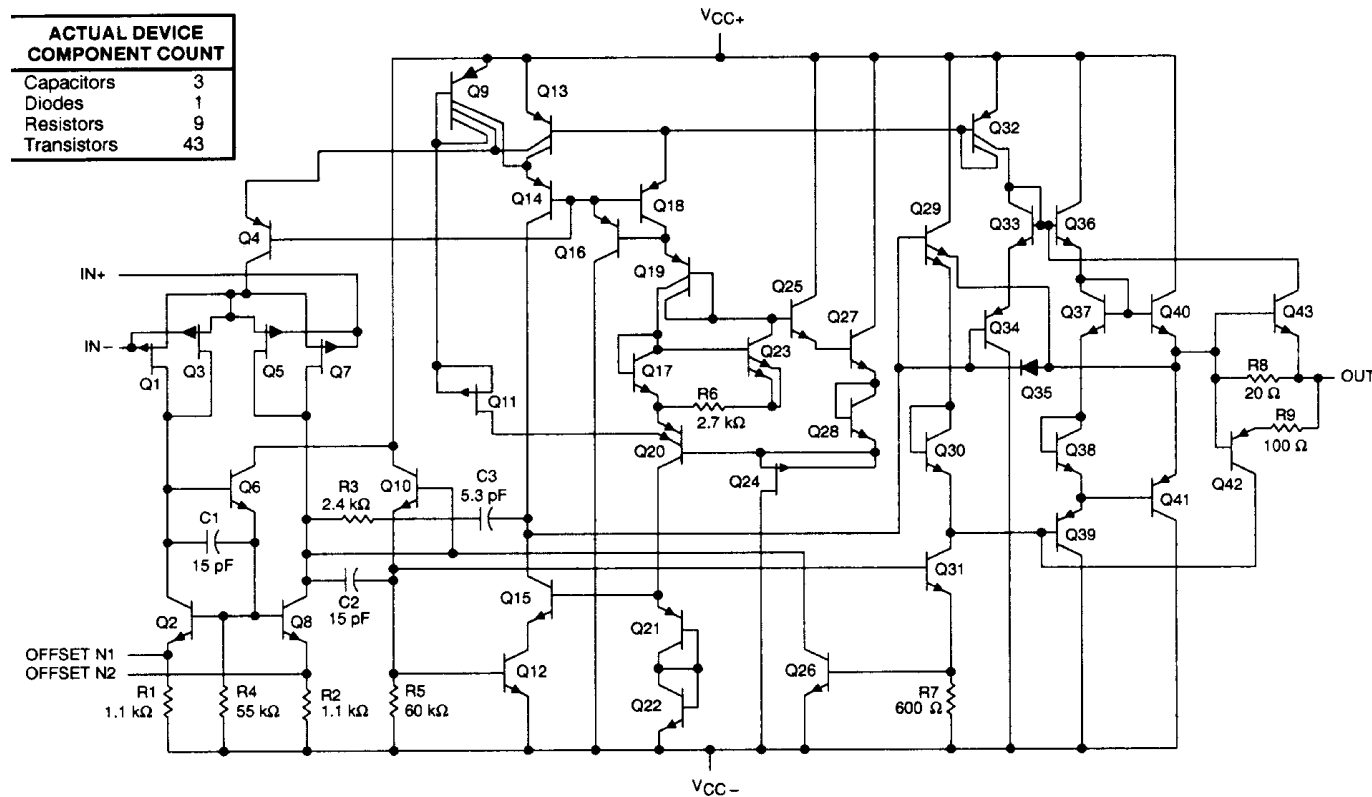 ACTUAL DEVICE
COMPONENT COUNT
Capacitors 3
Diodes 1
Resistors 9
Transistors 43
VCC+
Q9
Q13
Q32
Q14
Q18
Q33
Q36
Q29
Q4
Q16
Q19
IN+
Q25
Q27
Q34
Q37
Q40
Q43
IN−
Q1
Q3
Q5
Q7
Q17
Q23
Q35
R8
20 Ω
OUT
Q11
R6
2.7 kΩ
Q28
R9
100 Ω
Q20
Q30
Q38
Q6
Q10
C3
5.3 pF
R3
2.4 kΩ
Q24
Q42
Q41
C1
15 pF
Q39
Q31
C2
15 pF
Q15
Q2
Q8
Q21
OFFSET N1
OFFSET N2
Q12
Q26
R1
1.1 kΩ
R4
55 kΩ
R2
1.1 kΩ
R5
60 kΩ
Q22
R7
600 Ω
VCC−